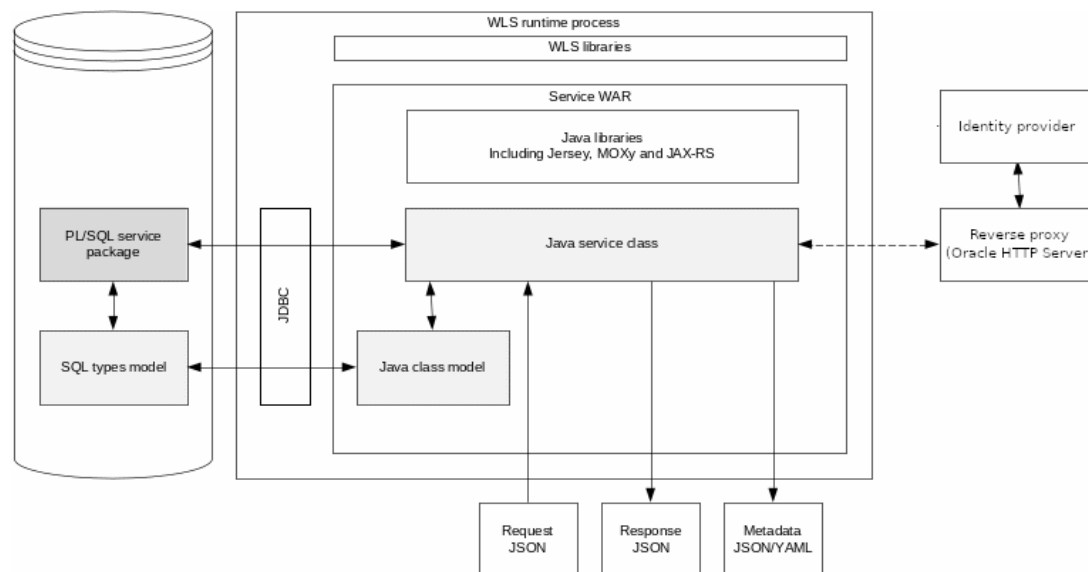 WLS runtime process
WLS libraries
Service WAR
Java libraries
Including Jersey, MOXy and JAX-RS
Identity provider
PL/SQL service
package
Java service class
Reverse proxy
(Oracle HTTP Server
JDBC
SQL types model
Java class model
Request
JSON
Response
JSON
Metadata
JSON/YAML